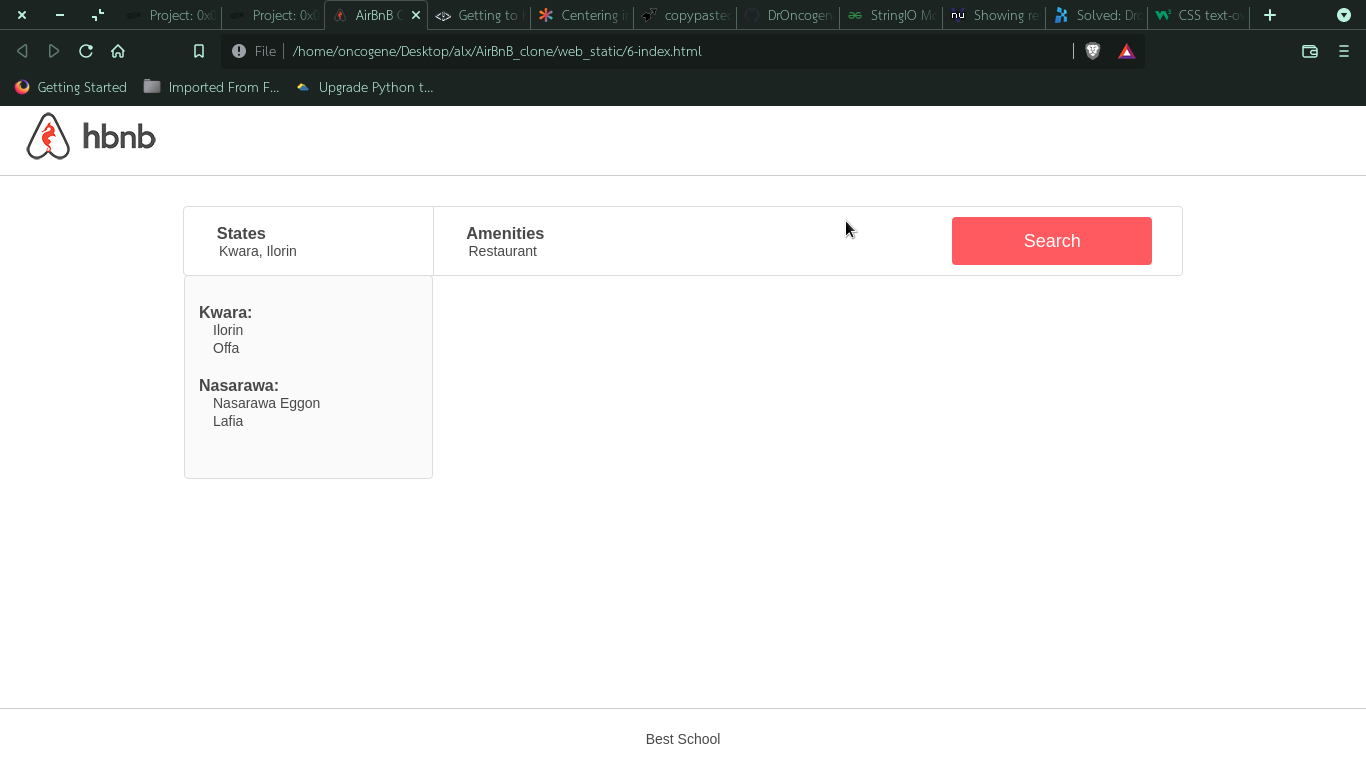 Project: 0x0
Project: 0x0
AirBnB C
Getting to
Centering i
copypaste
DrOncogen
StringIO Mo
Showing re
Solved: Dro
CSS text-o
File
/home/oncogene/Desktop/alx/AirBnB_clone/web_static/6-index.html
Getting Started
Imported From F...
Upgrade Python t...
hbnb
States
Kwara, Ilorin
Amenities
Restaurant
Search
Kwara:
Ilorin
Offa
Nasarawa:
Nasarawa Eggon
Lafia
Best School